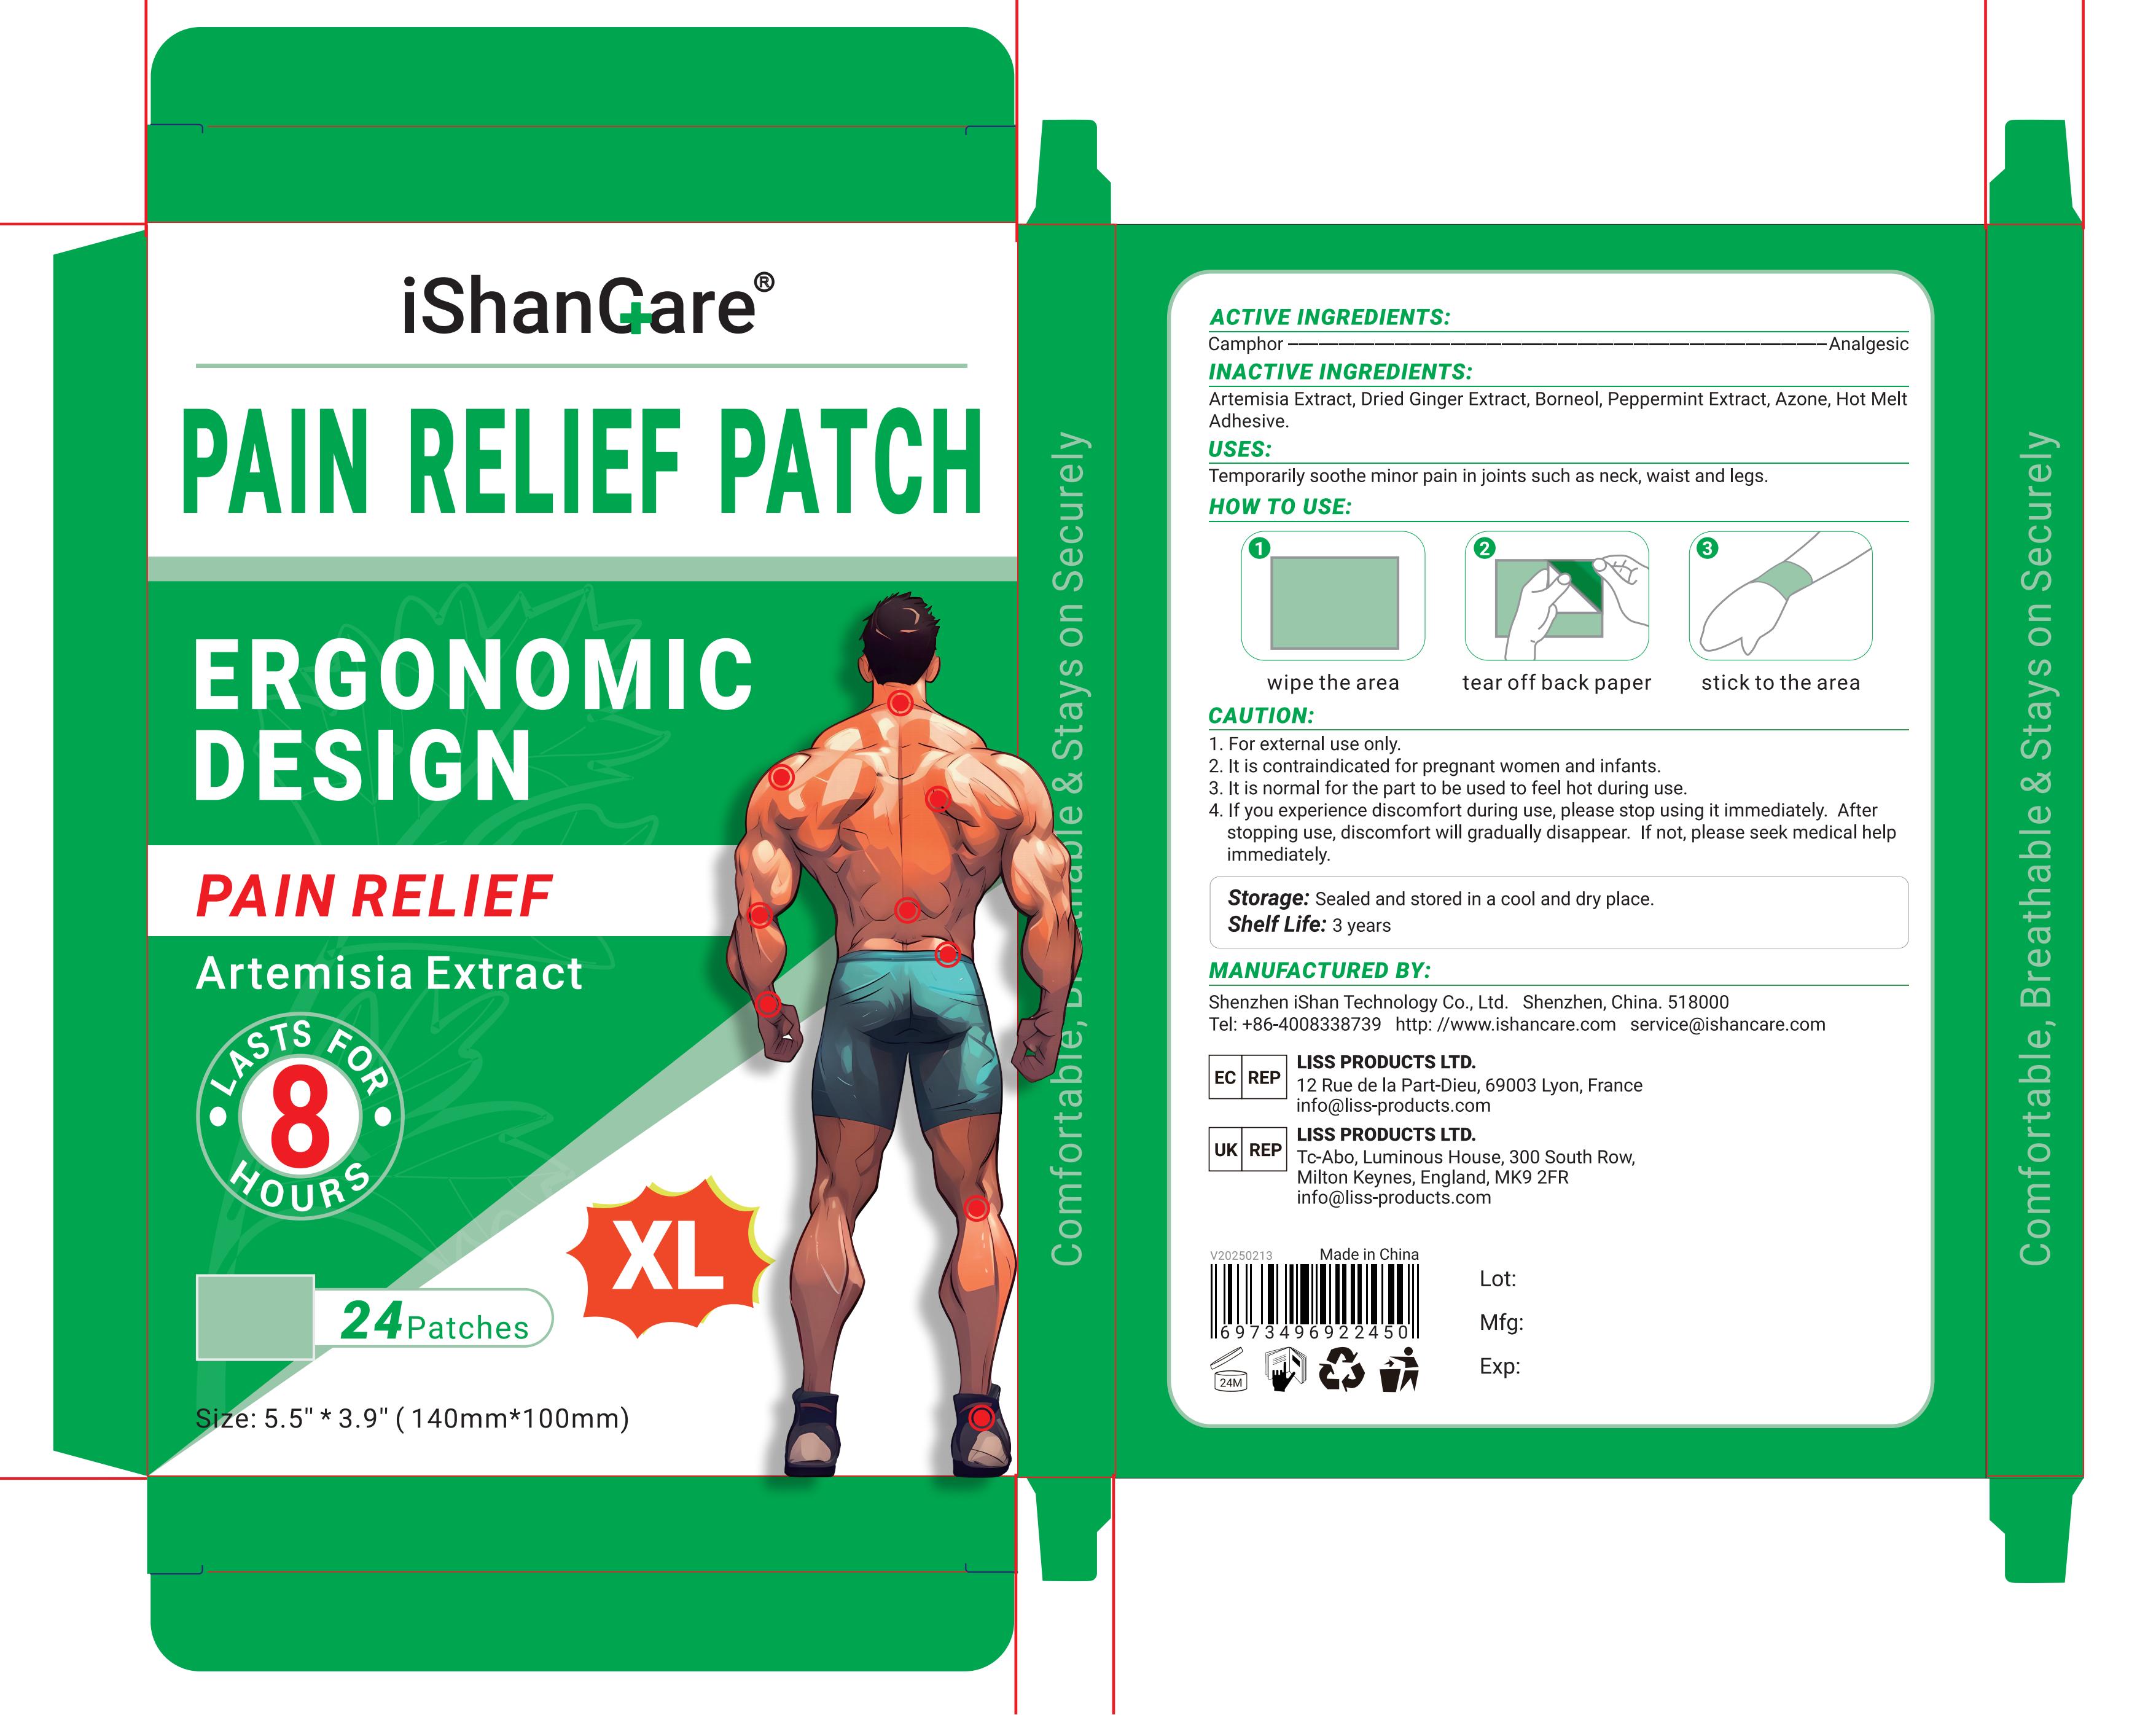 iShanCare®
PAIN RELIEF PATCH
ERGONOMIC
DESIGN
PAIN RELIEF
Artemisia Extract
LASTS FOR
8
HOURS
24 Patches
XL
Size: 5.5" * 3.9" ( 140mm*100mm)
Comfortable, Breathable & Stays on Securely
ACTIVE INGREDIENTS:
Camphor ———————————————————————————— Analgesic
INACTIVE INGREDIENTS:
Artemisia Extract, Dried Ginger Extract, Borneol, Peppermint Extract, Azone, Hot Melt
Adhesive.
USES:
Temporarily soothe minor pain in joints such as neck, waist and legs.
HOW TO USE:
1
2
3
wipe the area
tear off back paper
stick to the area
CAUTION:
1. For external use only.
2. It is contraindicated for pregnant women and infants.
3. It is normal for the part to be used to feel hot during use.
4. If you experience discomfort during use, please stop using it immediately. After
stopping use, discomfort will gradually disappear. If not, please seek medical help
immediately.
Storage: Sealed and stored in a cool and dry place.
Shelf Life: 3 years
MANUFACTURED BY:
Shenzhen iShan Technology Co., Ltd. Shenzhen, China. 518000
Tel: +86-4008338739 http: //www.ishancare.com service@ishancare.com
EC REP
LISS PRODUCTS LTD.
12 Rue de la Part-Dieu, 69003 Lyon, France
info@liss-products.com
UK REP
LISS PRODUCTS LTD.
Tc-Abo, Luminous House, 300 South Row,
Milton Keynes, England, MK9 2FR
info@liss-products.com
V20250213 Made in China
6973496922450
24M
Lot:
Mfg:
Exp:
Comfortable, Breathable & Stays on Securely